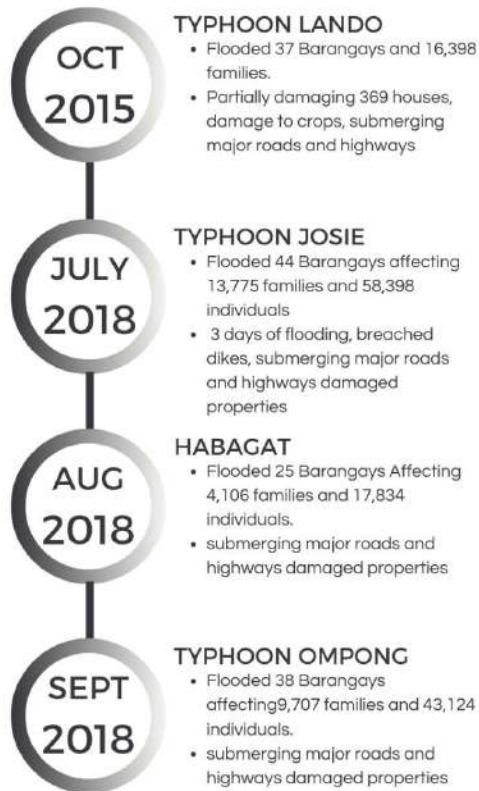 OCT
2015
TYPHOON LANDO
• Flooded 37 Barangays and 16,398
families.
• Partially damaging 369 houses,
damage to crops, submerging
major roads and highways
JULY
2018
TYPHOON JOSIE
• Flooded 44 Barangays affecting
13,775 families and 58,398
individuals
• 3 days of flooding, breached
dikes, submerging major roads
and highways damaged
properties
AUG
2018
HABAGAT
• Flooded 25 Barangays Affecting
4,106 families and 17,834
individuals.
• submerging major roads and
highways damaged properties
SEPT
2018
TYPHOON OMPONG
• Flooded 38 Barangays
affecting9,707 families and 43,124
individuals.
• submerging major roads and
highways damaged properties